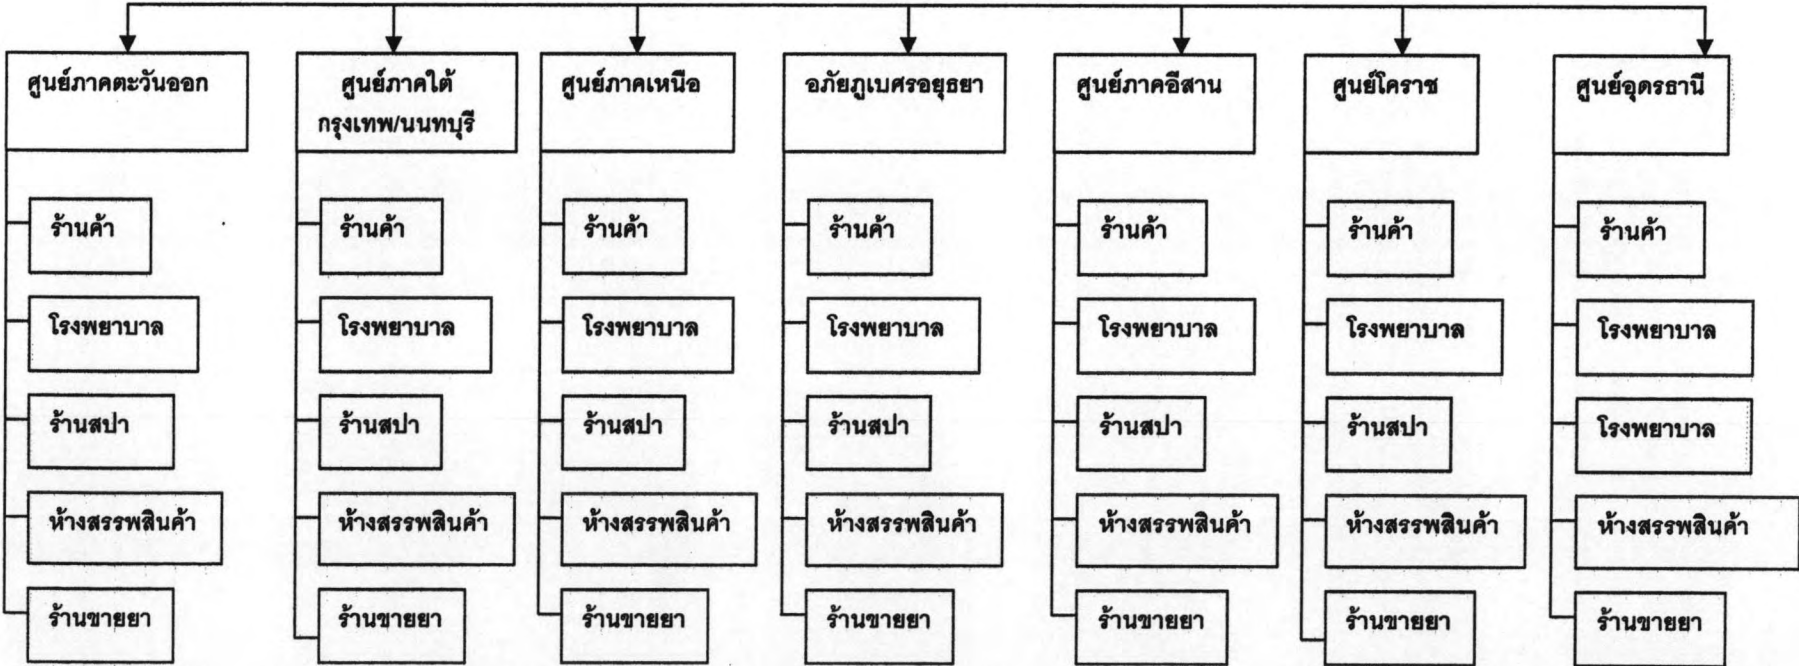 ศูนย์ภาคตะวันออก
ร้านค้า
โรงพยาบาล
ร้านสปา
ห้างสรรพสินค้า
ร้านขายยา
ศูนย์ภาคใต้
กรุงเทพ/นนทบุรี
ร้านค้า
โรงพยาบาล
ร้านสปา
ห้างสรรพสินค้า
ร้านขายยา
ศูนย์ภาคเหนือ
ร้านค้า
โรงพยาบาล
ร้านสปา
ห้างสรรพสินค้า
ร้านขายยา
อภัยภูเบศรอยุธยา
ร้านค้า
โรงพยาบาล
ร้านสปา
ห้างสรรพสินค้า
ร้านขายยา
ศูนย์ภาคอีสาน
ร้านค้า
โรงพยาบาล
ร้านสปา
ห้างสรรพสินค้า
ร้านขายยา
ศูนย์โคราช
ร้านค้า
โรงพยาบาล
ร้านสปา
ห้างสรรพสินค้า
ร้านขายยา
ศูนย์อุดรธานี
ร้านค้า
โรงพยาบาล
โรงพยาบาล
ห้างสรรพสินค้า
ร้านขายยา